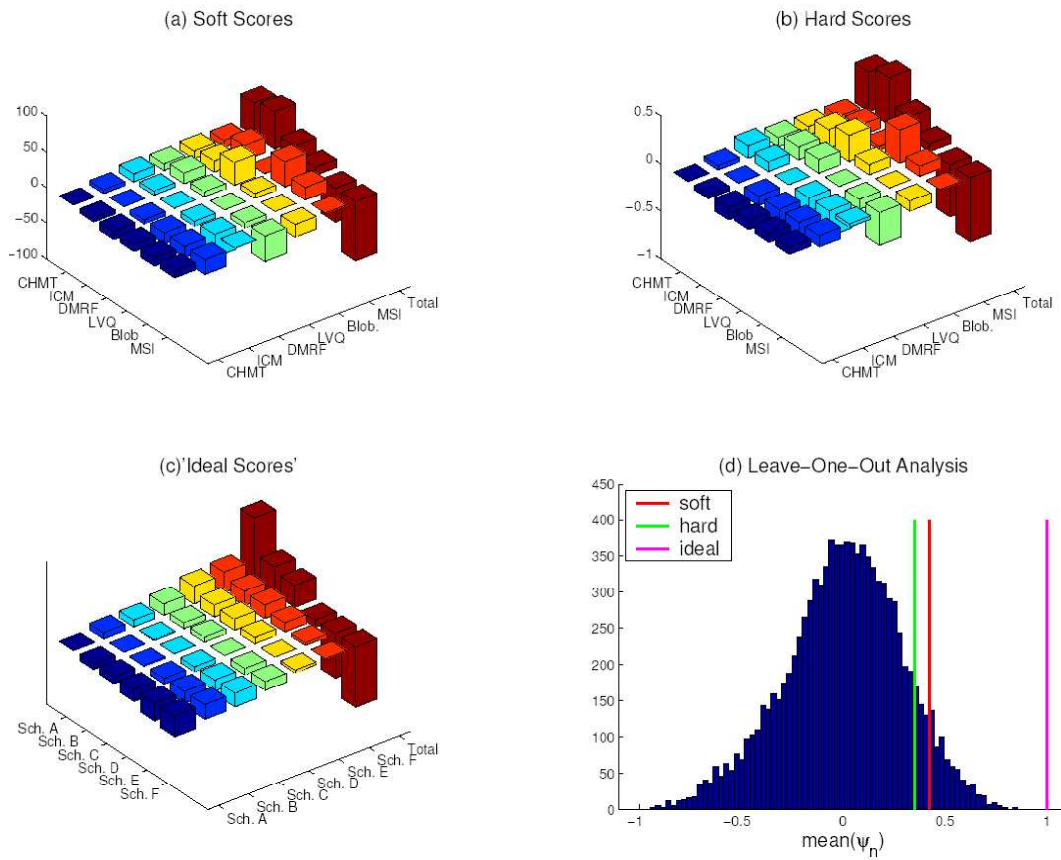 (a) Soft Scores
100
50
0
−50
−100
CHMT
ICM
DMRF
LVQ
Blob
MSI
CHMT
ICM
DMRF
LVQ
Blob.
MSI
Total
(b) Hard Scores
0.5
0
−0.5
−1
CHMT
ICM
DMRF
LVQ
Blob
MSI
CHMT
ICM
DMRF
LVQ
Blob.
MSI
Total
(c)'Ideal Scores'
Sch. A
Sch. B
Sch. C
Sch. D
Sch. E
Sch. F
Sch. A
Sch. B
Sch. C
Sch. D
Sch. E
Sch. F
Total
(d) Leave−One−Out Analysis
450
400
350
300
250
200
150
100
50
0
soft
hard
ideal
−1
−0.5
0
0.5
1
mean(ψn)